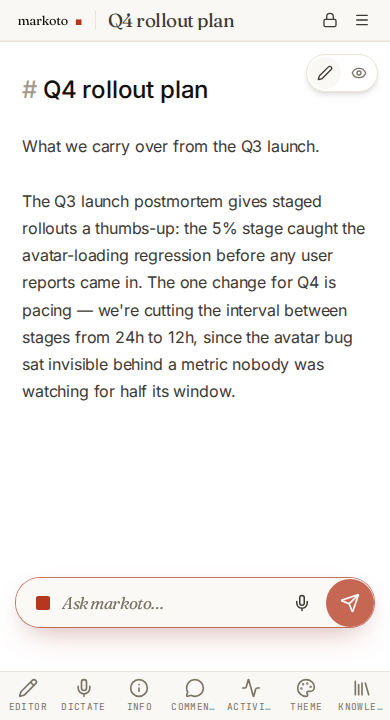 markoto
Q4 rollout plan
# Q4 rollout plan
What we carry over from the Q3 launch.
The Q3 launch postmortem gives staged
rollouts a thumbs-up: the 5% stage caught the
avatar-loading regression before any user
reports came in. The one change for Q4 is
pacing — we're cutting the interval between
stages from 24h to 12h, since the avatar bug
sat invisible behind a metric nobody was
watching for half its window.
Ask markoto...
EDITOR DICTATE INFO COMMEN… ACTIVI… THEME KNOWLE…